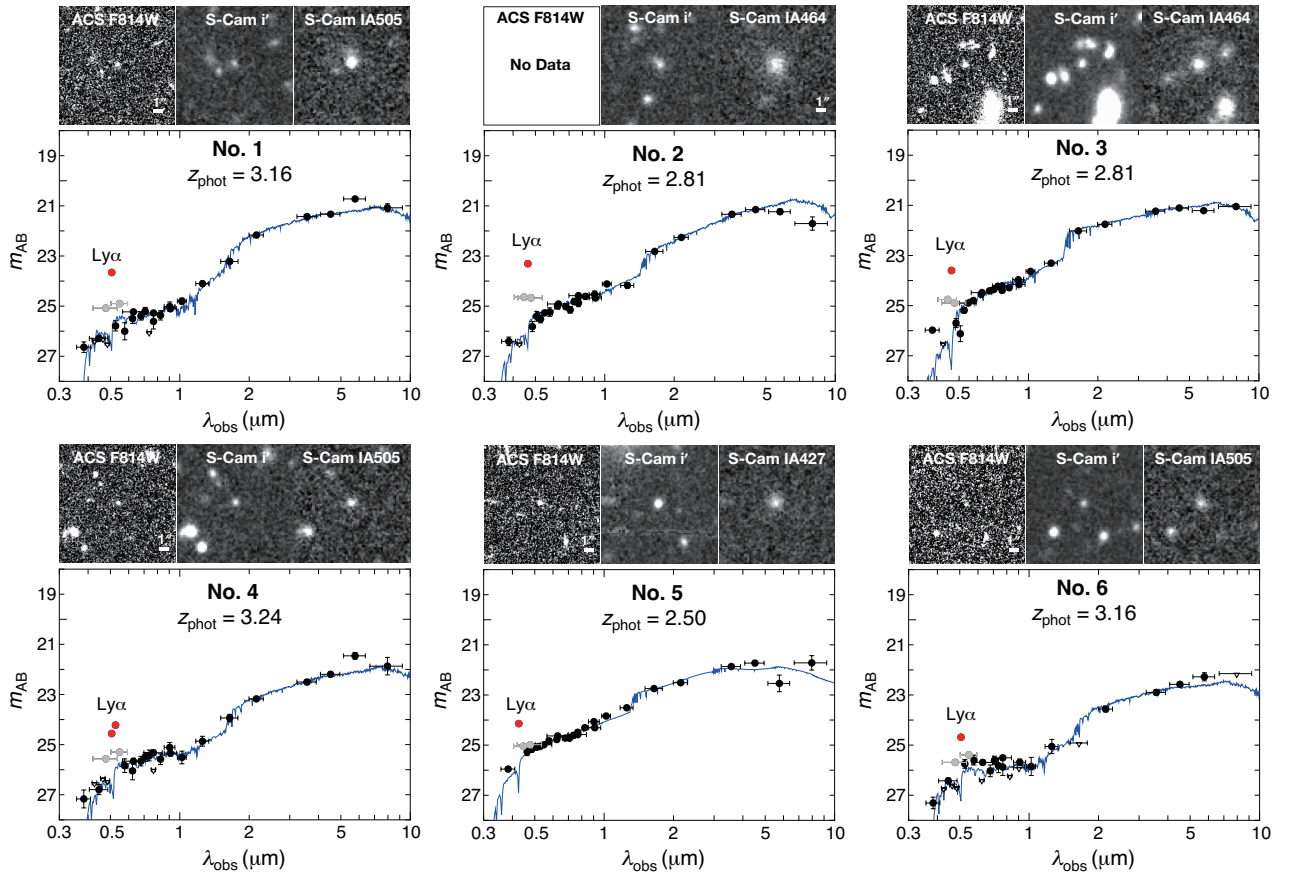 ACS F814W S-Cam i′ S-Cam IA505
1″
No. 1
z_phot = 3.16
Lyα
19
21
23
25
27
m_AB
0.3 0.5 1 2 5 10
λ_obs (μm)
ACS F814W S-Cam i′ S-Cam IA464
No Data
1″
No. 2
z_phot = 2.81
Lyα
19
21
23
25
27
m_AB
0.3 0.5 1 2 5 10
λ_obs (μm)
ACS F814W S-Cam i′ S-Cam IA464
1″
No. 3
z_phot = 2.81
Lyα
19
21
23
25
27
m_AB
0.3 0.5 1 2 5 10
λ_obs (μm)
ACS F814W S-Cam i′ S-Cam IA505
1″
No. 4
z_phot = 3.24
Lyα
19
21
23
25
27
m_AB
0.3 0.5 1 2 5 10
λ_obs (μm)
ACS F814W S-Cam i′ S-Cam IA427
1″
No. 5
z_phot = 2.50
Lyα
19
21
23
25
27
m_AB
0.3 0.5 1 2 5 10
λ_obs (μm)
ACS F814W S-Cam i′ S-Cam IA505
1″
No. 6
z_phot = 3.16
Lyα
19
21
23
25
27
m_AB
0.3 0.5 1 2 5 10
λ_obs (μm)